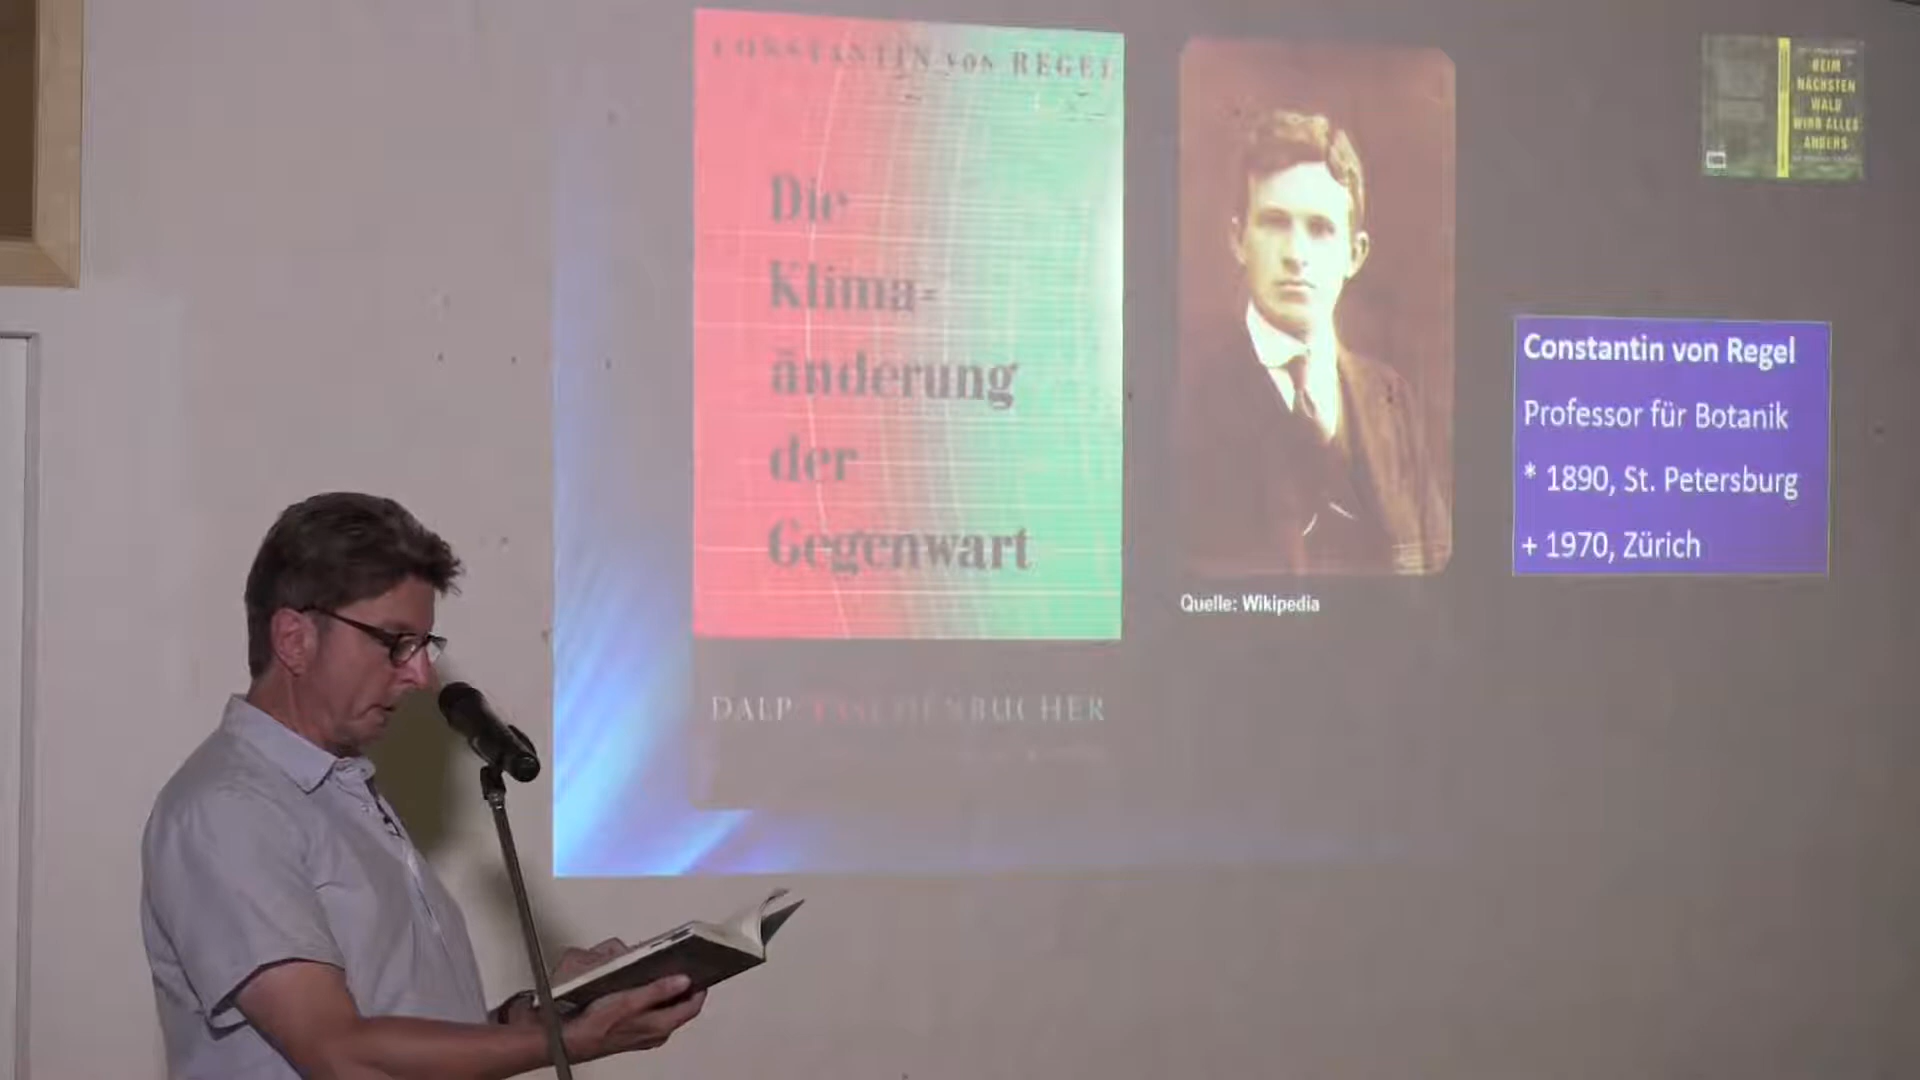 CONSTANTIN von REGEL
Die
Klima-
änderung
der
Gegenwart
DALP TASCHENBÜCHER
Quelle: Wikipedia
Constantin von Regel
Professor für Botanik
* 1890, St. Petersburg
+ 1970, Zürich
BEIM
NÄCHSTEN
WALD
WIRD ALLES
ANDERS